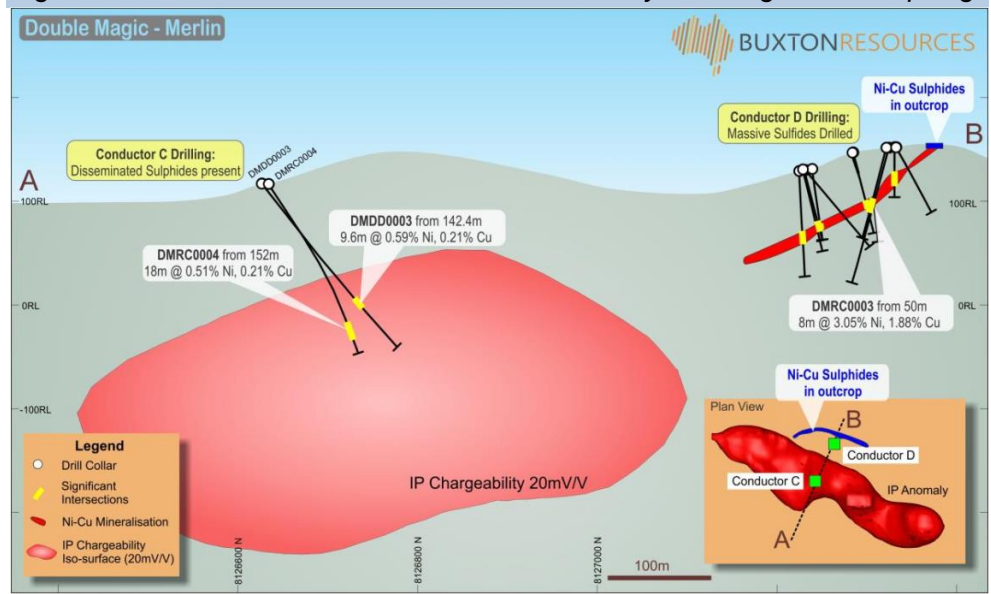 Double Magic - Merlin
BUXTONRESOURCES
Ni-Cu Sulphides
in outcrop
Conductor D Drilling:
Massive Sulfides Drilled
B
Conductor C Drilling:
Disseminated Sulphides present
DMDD0003
DMRC0004
A
100RL
100RL
DMDD0003 from 142.4m
9.6m @ 0.59% Ni, 0.21% Cu
DMRC0004 from 152m
18m @ 0.51% Ni, 0.21% Cu
0RL
0RL
DMRC0003 from 50m
8m @ 3.05% Ni, 1.88% Cu
-100RL
Ni-Cu Sulphides
in outcrop
Plan View
B
Conductor D
Conductor C
IP Anomaly
A
Legend
Drill Collar
Significant
Intersections
Ni-Cu Mineralisation
IP Chargeability
Iso-surface (20mV/V)
IP Chargeability 20mV/V
8126600 N
8126800 N
8127000 N
100m